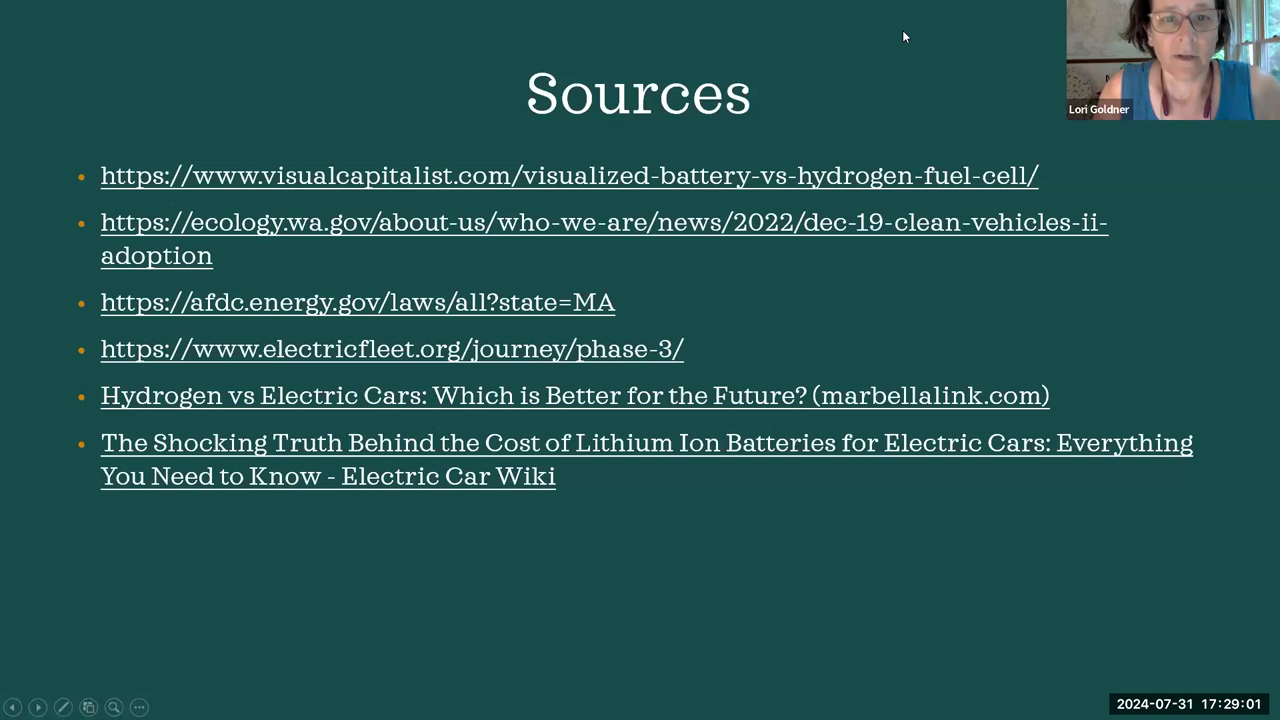 Sources
Lori Goldner
https://www.visualcapitalist.com/visualized-battery-vs-hydrogen-fuel-cell/
https://ecology.wa.gov/about-us/who-we-are/news/2022/dec-19-clean-vehicles-ii-
adoption
https://afdc.energy.gov/laws/all?state=MA
https://www.electricfleet.org/journey/phase-3/
Hydrogen vs Electric Cars: Which is Better for the Future? (marbellalink.com)
The Shocking Truth Behind the Cost of Lithium Ion Batteries for Electric Cars: Everything
You Need to Know - Electric Car Wiki
2024-07-31 17:29:01